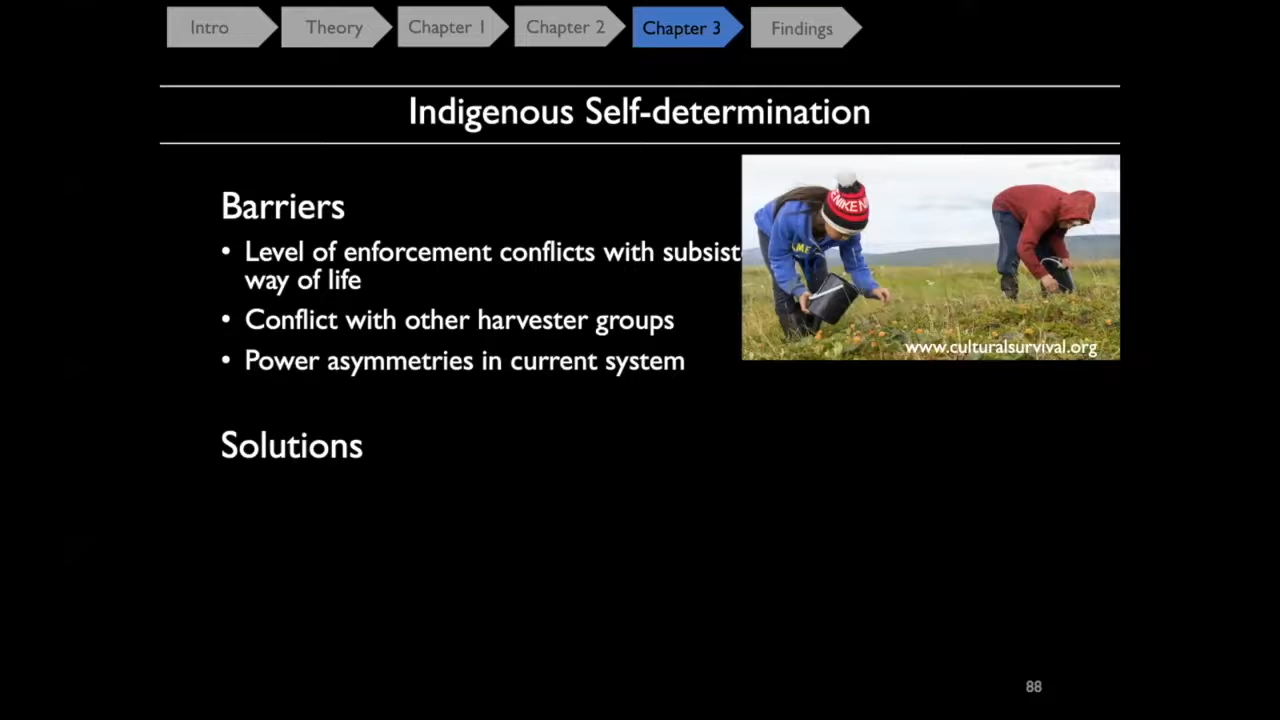 Intro
Theory
Chapter 1
Chapter 2
Chapter 3
Findings
Indigenous Self-determination
Barriers
• Level of enforcement conflicts with subsist
way of life
• Conflict with other harvester groups
• Power asymmetries in current system
www.culturalsurvival.org
Solutions
88